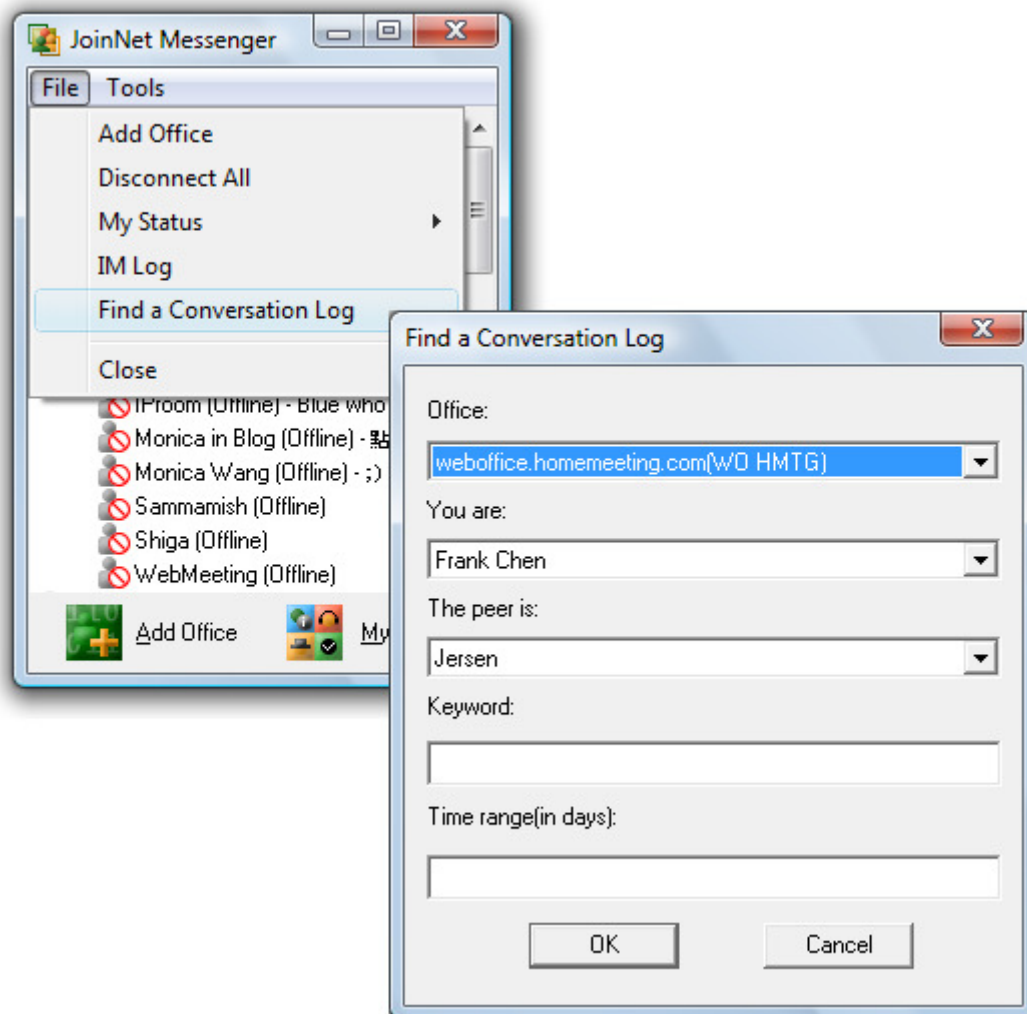 JoinNet Messenger
File Tools
Add Office
Disconnect All
My Status
IM Log
Find a Conversation Log
Close
IProom (Offline) - Blue who
Monica in Blog (Offline) - 點
Monica Wang (Offline) - ;)
Sammamish (Offline)
Shiga (Offline)
WebMeeting (Offline)
Add Office My
Find a Conversation Log
Office:
weboffice.homemeeting.com(WO HMTG)
You are:
Frank Chen
The peer is:
Jersen
Keyword:
Time range(in days):
OK Cancel